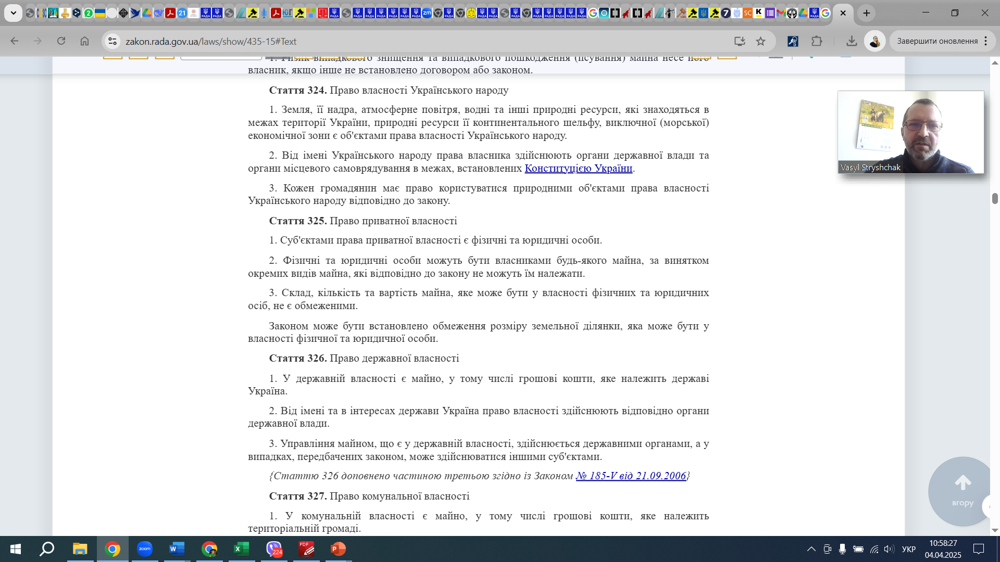 zakon.rada.gov.ua/laws/show/435-15#Text
Завершити оновлення
1. Ризик випадкового знищення та випадкового пошкодження (псування) майна несе його
власник, якщо інше не встановлено договором або законом.
Стаття 324. Право власності Українського народу
1. Земля, її надра, атмосферне повітря, водні та інші природні ресурси, які знаходяться в
межах території України, природні ресурси її континентального шельфу, виключної (морської)
економічної зони є об'єктами права власності Українського народу.
2. Від імені Українського народу права власника здійснюють органи державної влади та
органи місцевого самоврядування в межах, встановлених Конституцією України.
3. Кожен громадянин має право користуватися природними об'єктами права власності
Українського народу відповідно до закону.
Стаття 325. Право приватної власності
1. Суб'єктами права приватної власності є фізичні та юридичні особи.
2. Фізичні та юридичні особи можуть бути власниками будь-якого майна, за винятком
окремих видів майна, які відповідно до закону не можуть їм належати.
3. Склад, кількість та вартість майна, яке може бути у власності фізичних та юридичних
осіб, не є обмеженими.
Законом може бути встановлено обмеження розміру земельної ділянки, яка може бути у
власності фізичної та юридичної особи.
Стаття 326. Право державної власності
1. У державній власності є майно, у тому числі грошові кошти, яке належить державі
Україна.
2. Від імені та в інтересах держави Україна право власності здійснюють відповідно органи
державної влади.
3. Управління майном, що є у державній власності, здійснюється державними органами, а у
випадках, передбачених законом, може здійснюватися іншими суб'єктами.
{Статтю 326 доповнено частиною третьою згідно із Законом № 185-V від 21.09.2006}
Стаття 327. Право комунальної власності
1. У комунальній власності є майно, у тому числі грошові кошти, яке належить
територіальній громаді.
Vasyl Stryshchak
вгору
zoom
224
PDF
УКР
10:58:27
04.04.2025